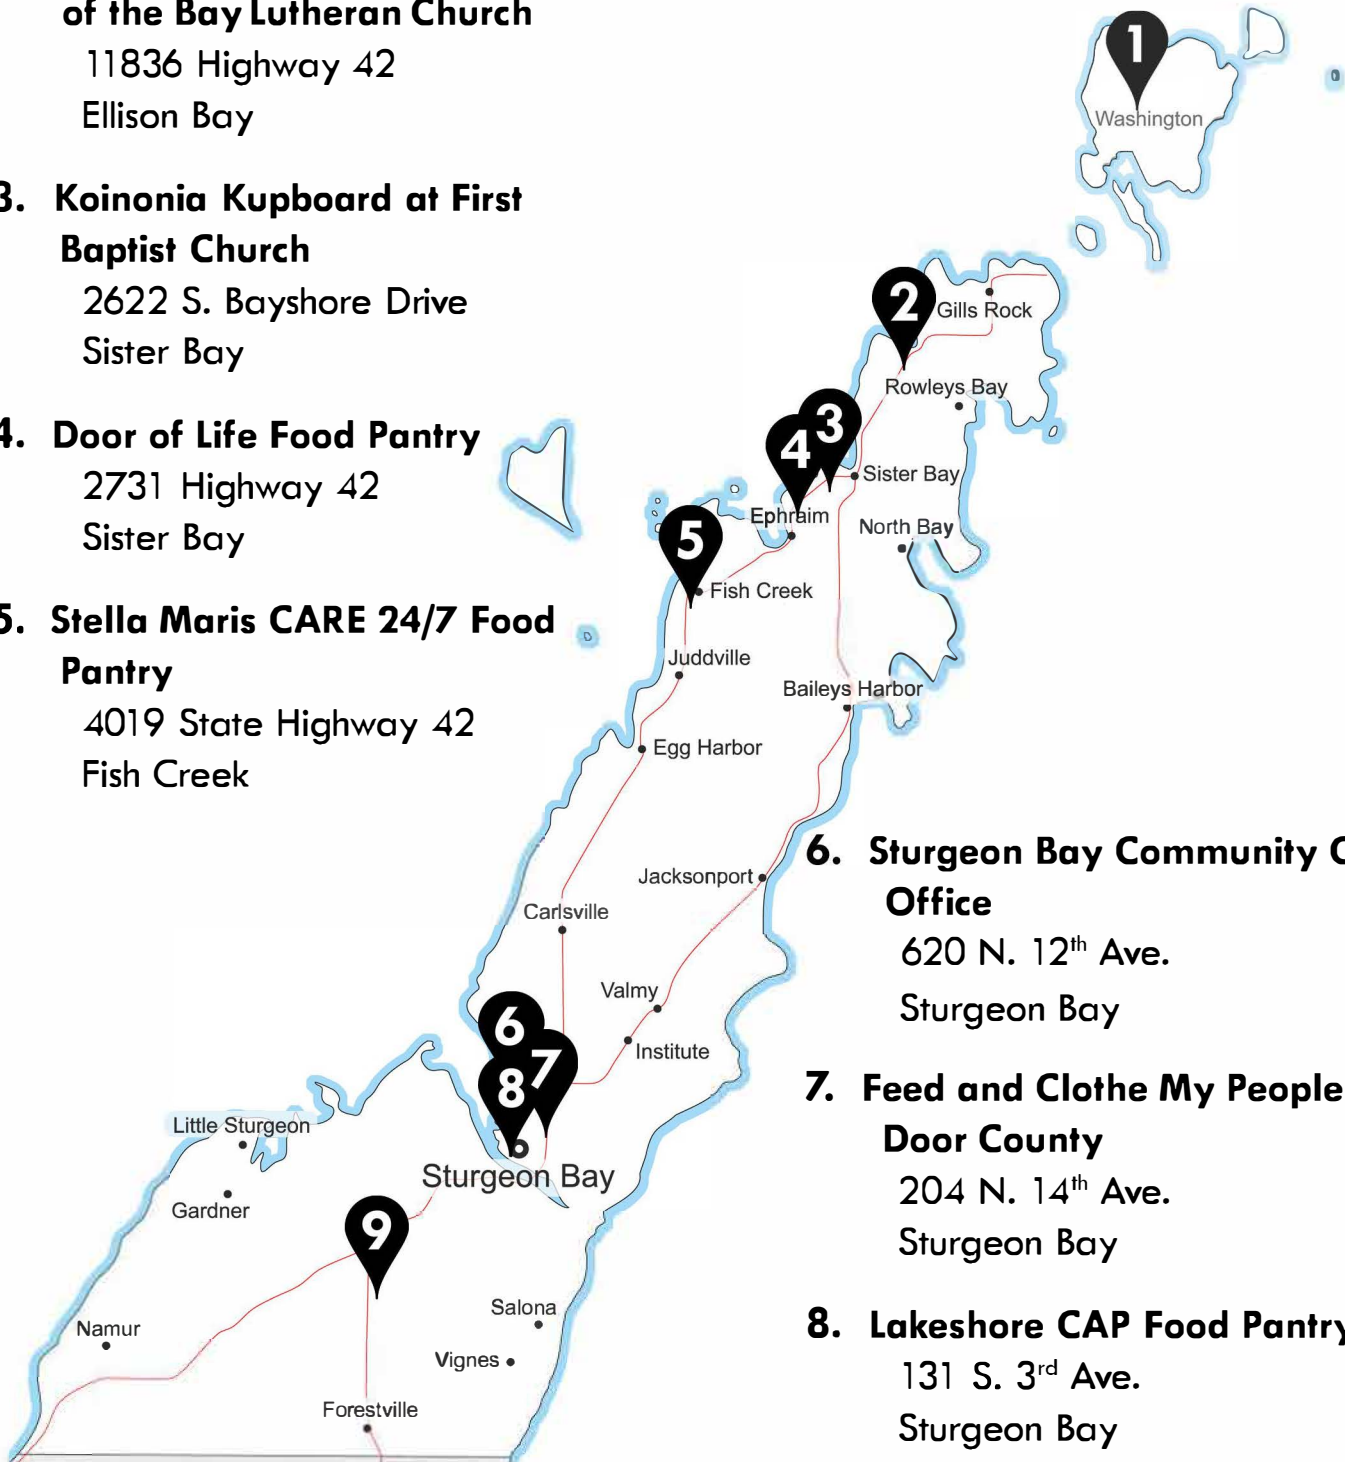 of the Bay Lutheran Church
11836 Highway 42
Ellison Bay
3. Koinonia Kupboard at First
Baptist Church
2622 S. Bayshore Drive
Sister Bay
4. Door of Life Food Pantry
2731 Highway 42
Sister Bay
5. Stella Maris CARE 24/7 Food
Pantry
4019 State Highway 42
Fish Creek
1
Washington
2
Gills Rock
Rowleys Bay
3
4
Sister Bay
Ephraim
North Bay
5
Fish Creek
Juddville
Baileys Harbor
Egg Harbor
Jacksonport
Carlsville
Valmy
Institute
6
7
8
Little Sturgeon
Sturgeon Bay
Gardner
9
Salona
Namur
Vignes
Forestville
6. Sturgeon Bay Community
Office
620 N. 12th Ave.
Sturgeon Bay
7. Feed and Clothe My People
Door County
204 N. 14th Ave.
Sturgeon Bay
8. Lakeshore CAP Food Pantry
131 S. 3rd Ave.
Sturgeon Bay